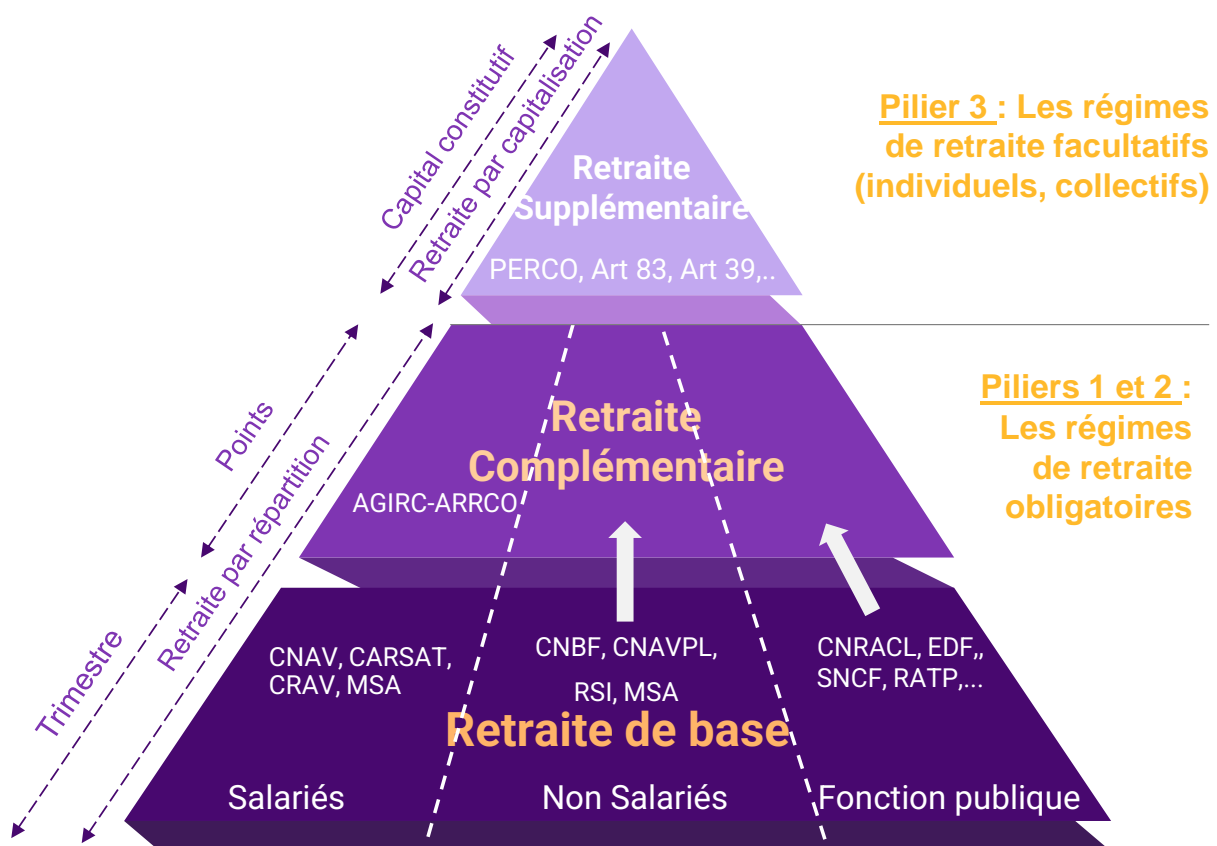 Capital constitutif
Retraite par capitalisation
Pilier 3 : Les régimes
de retraite facultatifs
(individuels, collectifs)
Retraite
Supplémentaire
PERCO, Art 83, Art 39,..
Points
Retraite par répartition
Piliers 1 et 2 :
Les régimes
de retraite
obligatoires
Retraite
Complémentaire
AGIRC-ARRCO
Trimestre
CNAV, CARSAT,
CRAV, MSA
CNBF, CNAVPL,
RSI, MSA
CNRACL, EDF,,
SNCF, RATP,...
Retraite de base
Salariés
Non Salariés
Fonction publique